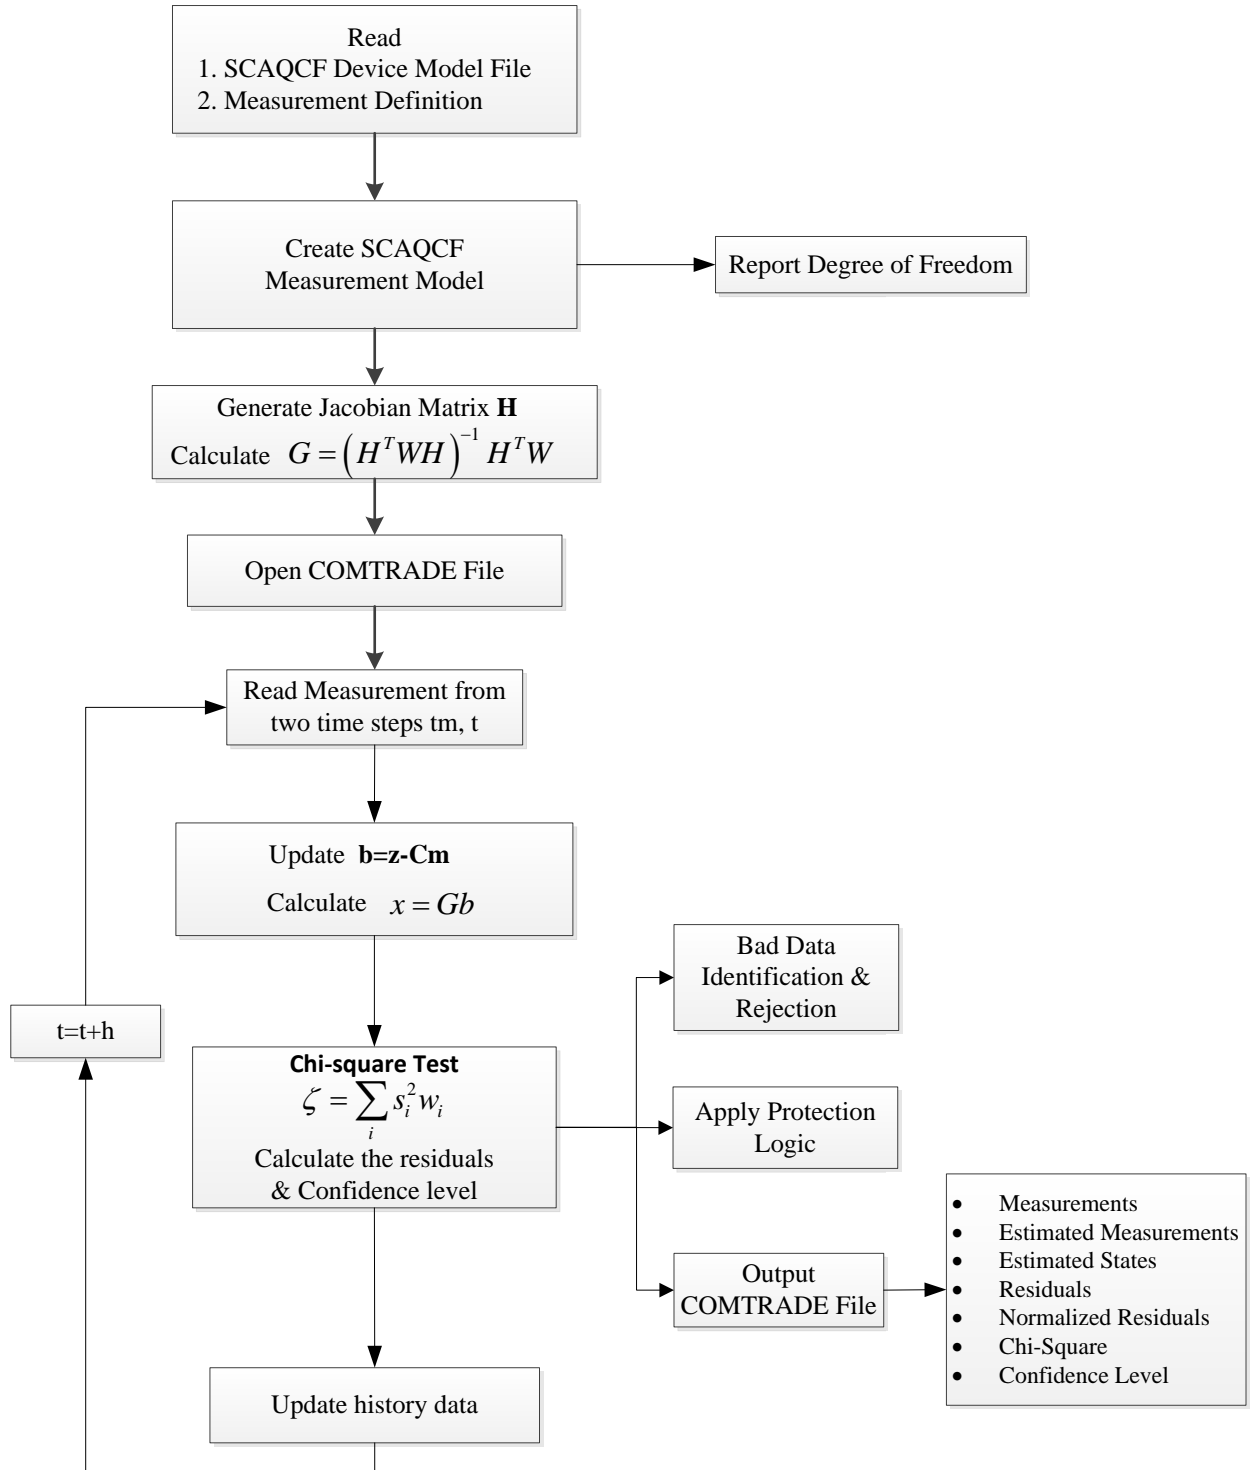 Read
1. SCAQCF Device Model File
2. Measurement Definition
Create SCAQCF
Measurement Model
Report Degree of Freedom
Generate Jacobian Matrix H
Calculate G = (H^T WH)^{-1} H^T W
Open COMTRADE File
Read Measurement from
two time steps tm, t
Update b=z-Cm
Calculate x = Gb
t=t+h
Chi-square Test
ζ = ∑_i s_i^2 w_i
Calculate the residuals
& Confidence level
Bad Data
Identification &
Rejection
Apply Protection
Logic
Output
COMTRADE File
• Measurements
• Estimated Measurements
• Estimated States
• Residuals
• Normalized Residuals
• Chi-Square
• Confidence Level
Update history data